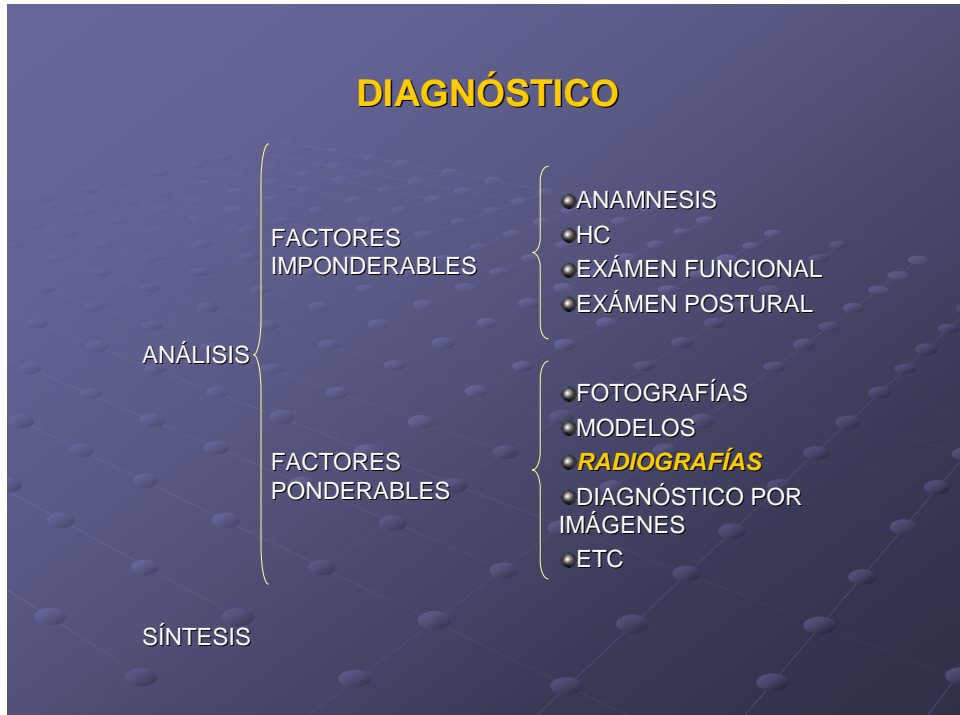 DIAGNÓSTICO
ANÁLISIS
FACTORES
IMPONDERABLES
ANAMNESIS
HC
EXÁMEN FUNCIONAL
EXÁMEN POSTURAL
FACTORES
PONDERABLES
FOTOGRAFÍAS
MODELOS
RADIOGRAFÍAS
DIAGNÓSTICO POR
IMÁGENES
ETC
SÍNTESIS